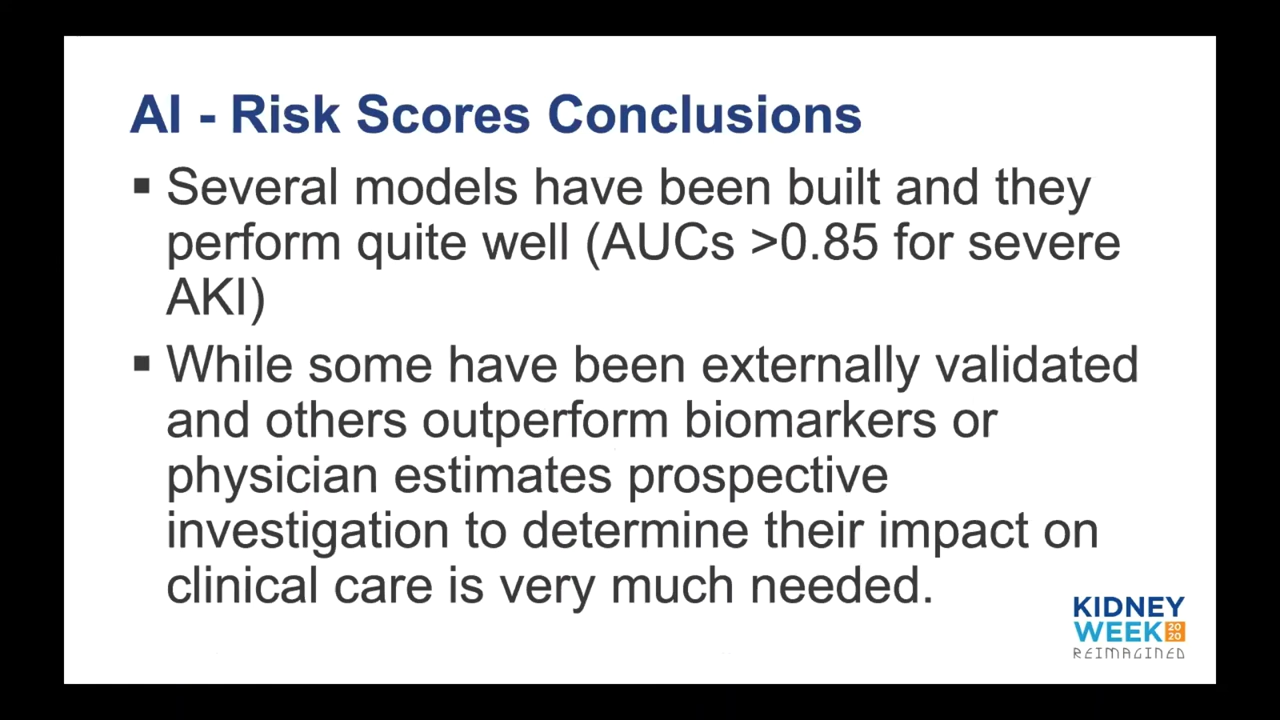 AI - Risk Scores Conclusions
▪ Several models have been built and they
perform quite well (AUCs >0.85 for severe
AKI)
▪ While some have been externally validated
and others outperform biomarkers or
physician estimates prospective
investigation to determine their impact on
clinical care is very much needed.
KIDNEY
WEEK 2020
REIMAGINED